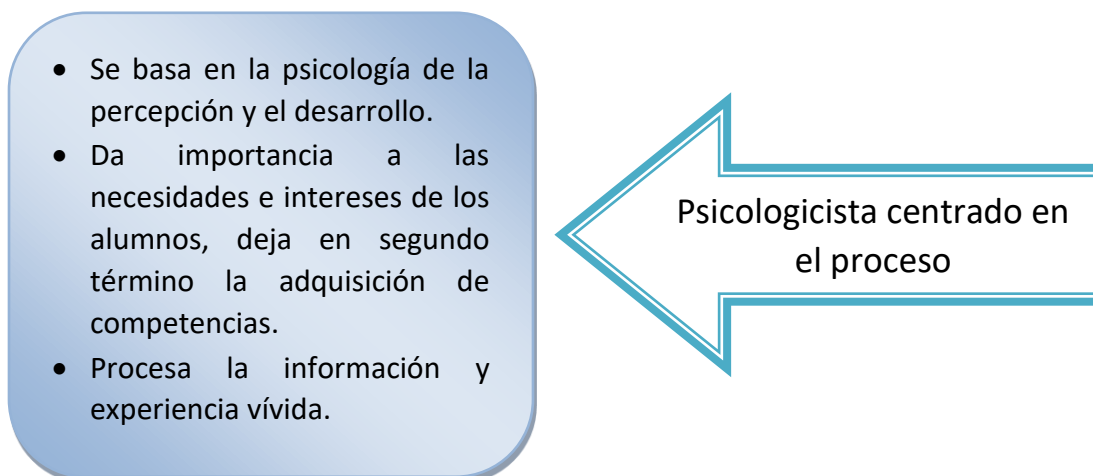 • Se basa en la psicología de la
percepción y el desarrollo.
• Da importancia a las
necesidades e intereses de los
alumnos, deja en segundo
término la adquisición de
competencias.
• Procesa la información y
experiencia vívida.
Psicologicista centrado en
el proceso